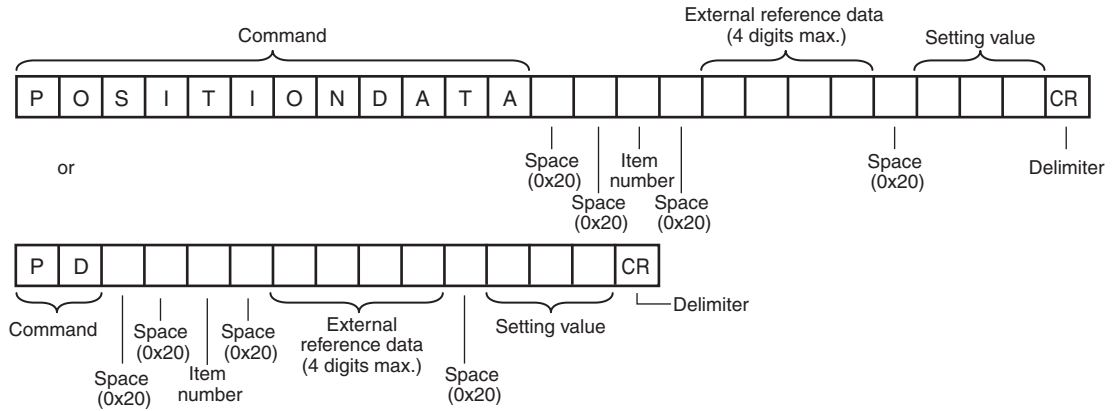 Command
External reference data
(4 digits max.)
Setting value
P O S I T I O N D A T A CR
or
Space
(0x20)
Space
(0x20)
Item
number
Space
(0x20)
Space
(0x20)
Delimiter
P D CR
Command
Space
(0x20)
Space
(0x20)
Item
number
Space
(0x20)
External
reference data
(4 digits max.)
Space
(0x20)
Setting value
Delimiter